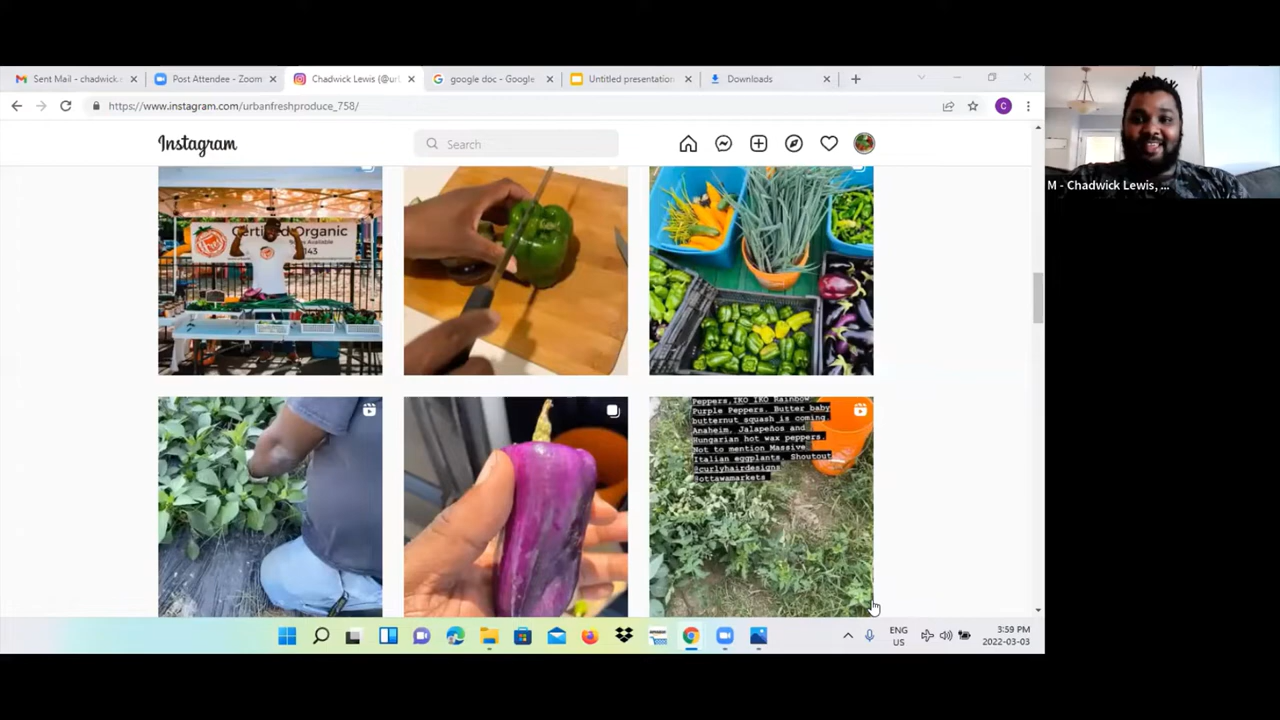 Sent Mail - chadwick.
Post Attendee - Zoom
Chadwick Lewis (@url
google doc - Google
Untitled presentation
Downloads
https://www.instagram.com/urbanfreshproduce_758/
C
Instagram
Search
M - Chadwick Lewis, ...
Certified Organic
Available
143
Peppers,IKO IKO Rainbow
Purple Peppers. Butter baby
butternut squash is coming.
Anaheim, Jalapeños and
Hungarian hot wax peppers.
Not to mention Massive
Italian eggplants. Shoutout
@curlyhairdesigns
@ottawamarkets
ENG
US
3:59 PM
2022-03-03